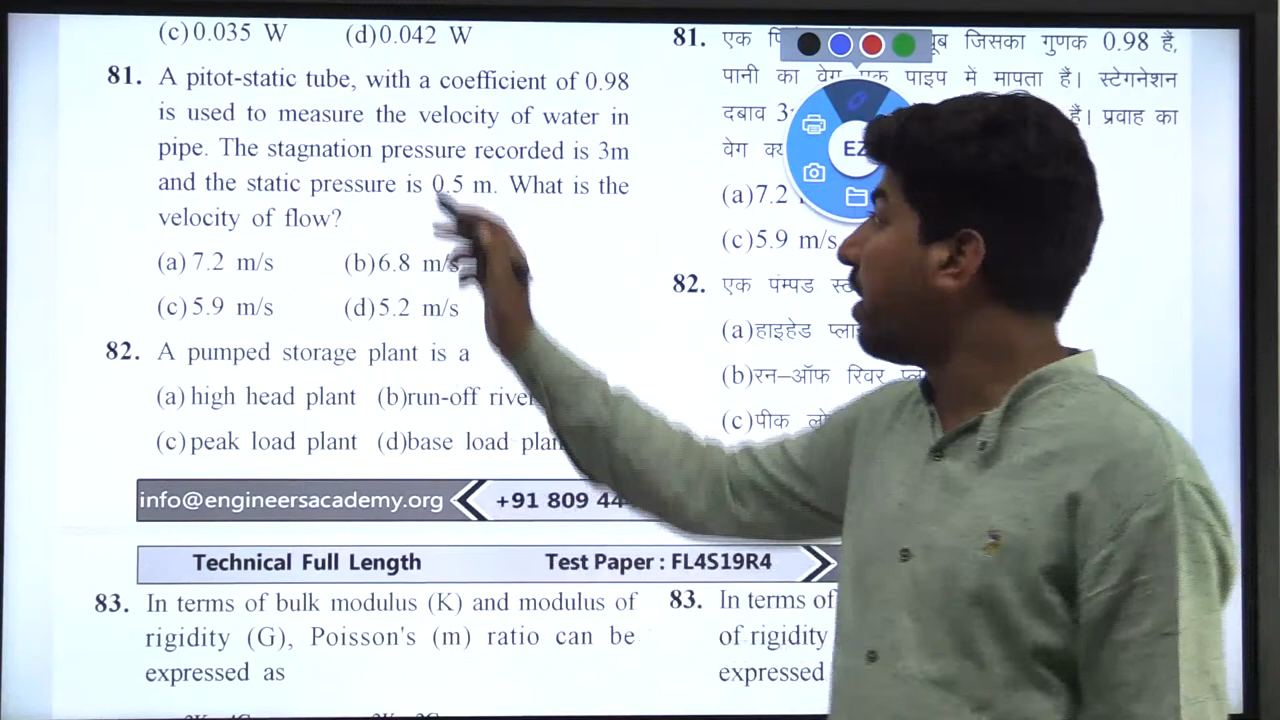 (c) 0.035 W (d) 0.042 W
81. A pitot-static tube, with a coefficient of 0.98
is used to measure the velocity of water in
pipe. The stagnation pressure recorded is 3m
and the static pressure is 0.5 m. What is the
velocity of flow?
(a) 7.2 m/s (b) 6.8 m/s
(c) 5.9 m/s (d) 5.2 m/s
82. A pumped storage plant is a
(a) high head plant (b) run-off river
(c) peak load plant (d) base load plan
info@engineersacademy.org +91 809 44
Technical Full Length Test Paper : FL4S19R4
83. In terms of bulk modulus (K) and modulus of
rigidity (G), Poisson's (m) ratio can be
expressed as
81. एक जिसका गुणक 0.98 हैं,
पानी का वेग एक पाइप में मापता हैं। स्टेगनेशन
दबाव 3 हैं। प्रवाह का
वेग
(a) 7.2
(c) 5.9 m/s
82. एक पंम्पड
(a) हाइहेड
(b) रन–ऑफ रिवर
(c) पीक
83. In terms of
of rigidity
expressed
EZ